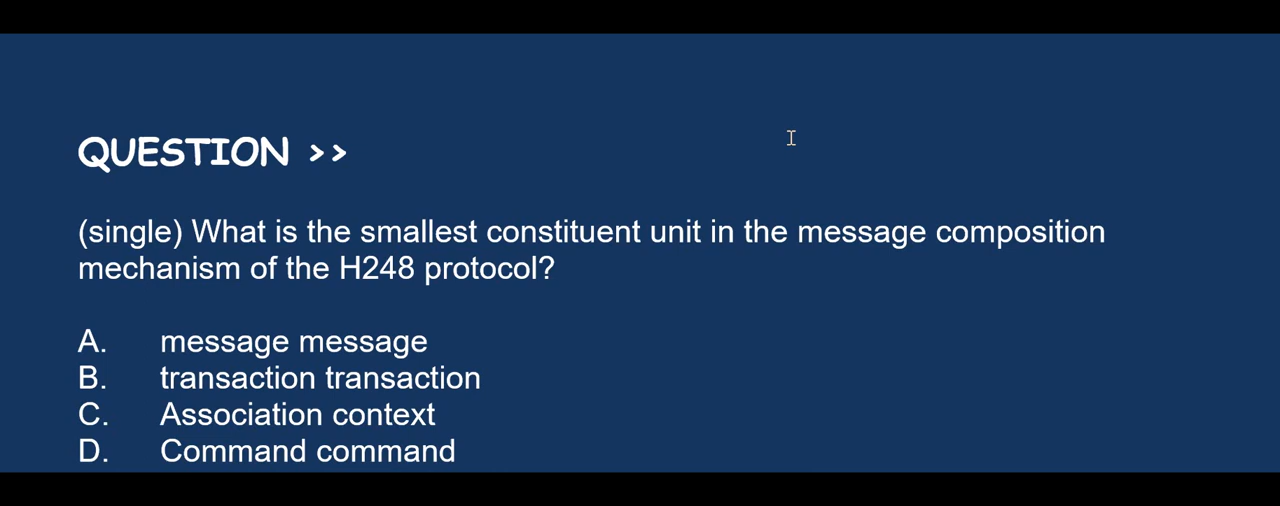 QUESTION >>
(single) What is the smallest constituent unit in the message composition
mechanism of the H248 protocol?
A. message message
B. transaction transaction
C. Association context
D. Command command